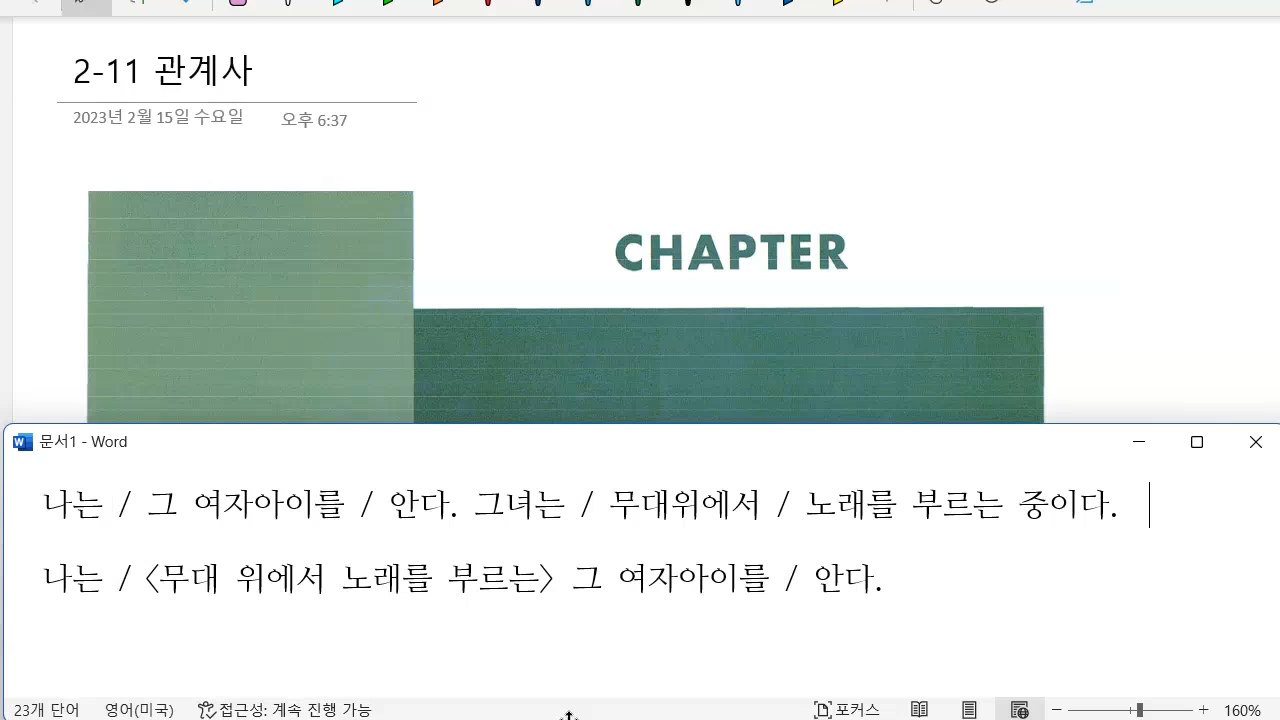 2-11 관계사
2023년 2월 15일 수요일 오후 6:37
CHAPTER
문서1 - Word
나는 / 그 여자아이를 / 안다. 그녀는 / 무대위에서 / 노래를 부르는 중이다.
나는 / <무대 위에서 노래를 부르는> 그 여자아이를 / 안다.
23개 단어 영어(미국) 접근성: 계속 진행 가능 포커스 160%